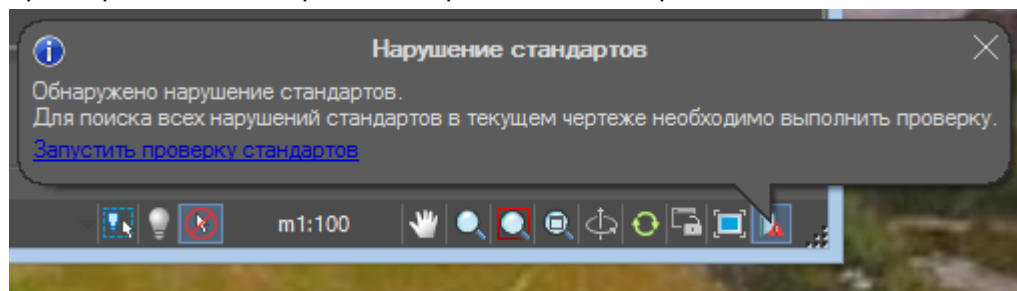 Нарушение стандартов
Обнаружено нарушение стандартов.
Для поиска всех нарушений стандартов в текущем чертеже необходимо выполнить проверку.
Запустить проверку стандартов
m1:100